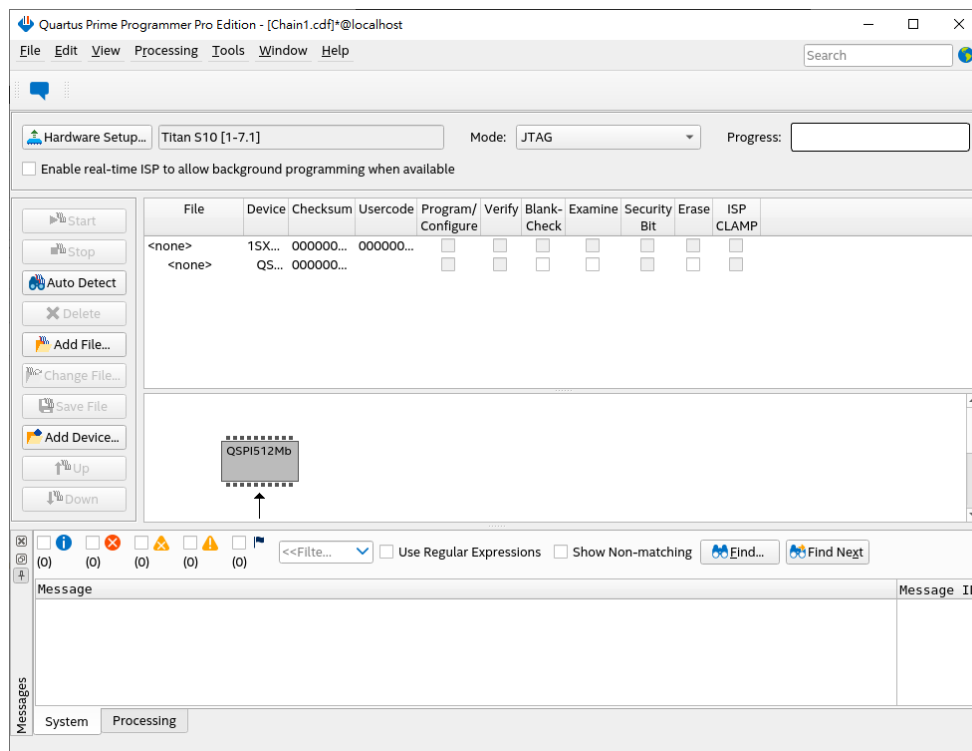 Quartus Prime Programmer Pro Edition - [Chain1.cdf]*@localhost
File Edit View Processing Tools Window Help
Search
Hardware Setup... Titan S10 [1-7.1] Mode: JTAG Progress:
Enable real-time ISP to allow background programming when available
File Device Checksum Usercode Program/ Verify Blank- Examine Security Erase ISP
Configure Check Bit CLAMP
<none> 1SX... 000000... 000000...
<none> QS... 000000...
Start
Stop
Auto Detect
Delete
Add File...
Change File...
Save File
Add Device...
Up
Down
QSPI512Mb
<<Filte... Use Regular Expressions Show Non-matching Find... Find Next
(0) (0) (0) (0) (0)
Message Message ID
Messages
System Processing